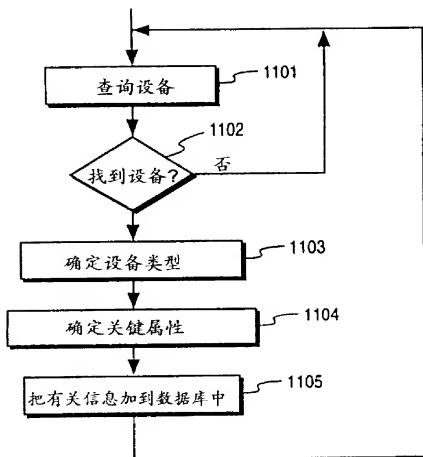 查询设备
1101
1102
找到设备?
否
确定设备类型
1103
确定关键属性
1104
把有关信息加到数据库中
1105